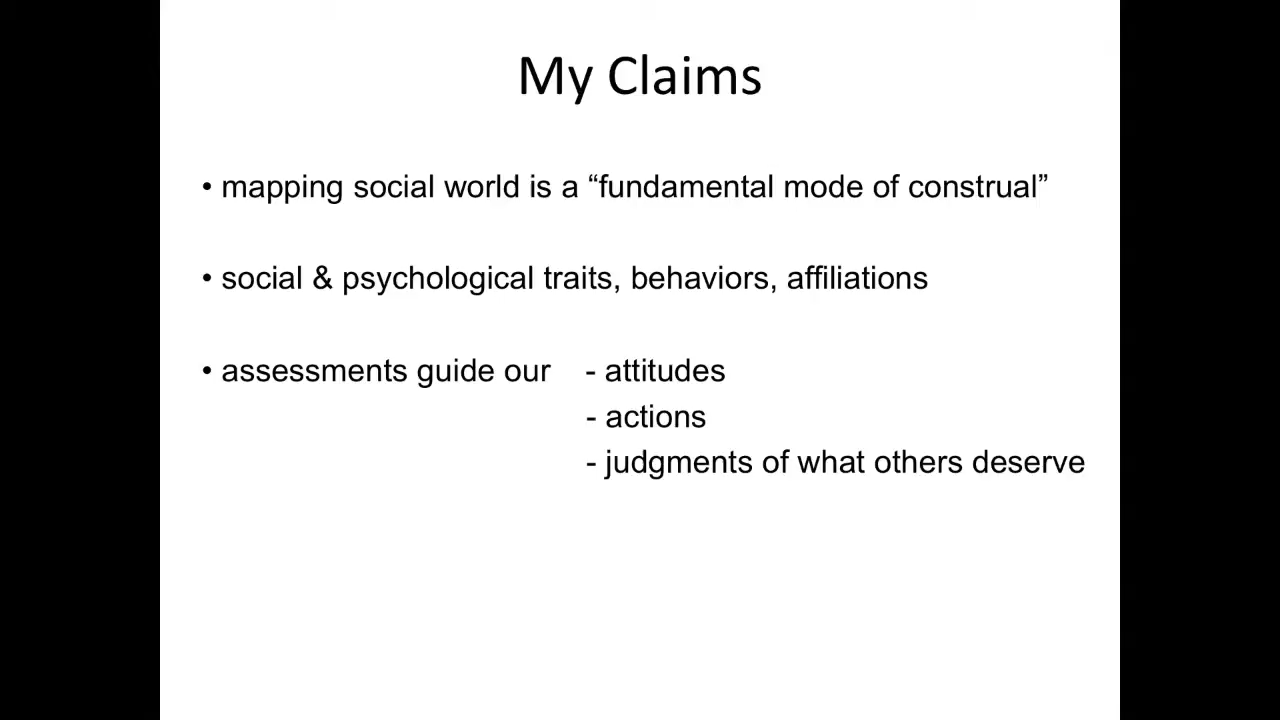 My Claims
• mapping social world is a “fundamental mode of construal”
• social & psychological traits, behaviors, affiliations
• assessments guide our - attitudes
- actions
- judgments of what others deserve